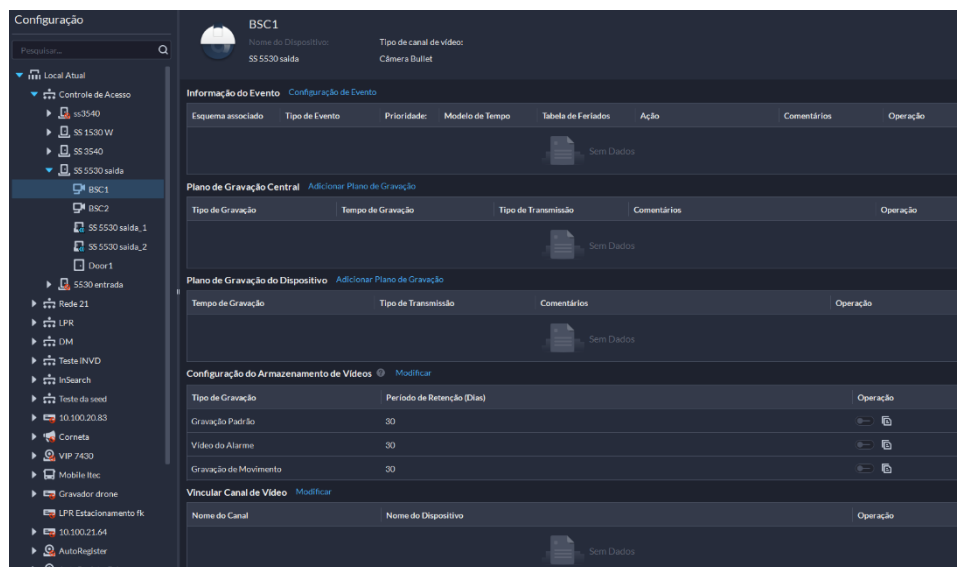 Configuração
Pesquisar...
Local Atual
Controle de Acesso
ss3540
SS 1530 W
SS 3540
SS 5530 saida
BSC1
BSC2
SS 5530 saida_1
SS 5530 saida_2
Door1
5530 entrada
Rede 21
LPR
DM
Teste INVD
InSearch
Teste da seed
10.100.20.83
Corneta
VIP 7430
Mobile Itec
Gravador drone
LPR Estacionamento fk
10.100.21.64
AutoRegister
BSC1
Nome do Dispositivo: Tipo de canal de vídeo:
SS 5530 saida Câmera Bullet
Informação do Evento Configuração de Evento
Esquema associado Tipo de Evento Prioridade: Modelo de Tempo Tabela de Feriados Ação Comentários Operação
Sem Dados
Plano de Gravação Central Adicionar Plano de Gravação
Tipo de Gravação Tempo de Gravação Tipo de Transmissão Comentários Operação
Sem Dados
Plano de Gravação do Dispositivo Adicionar Plano de Gravação
Tempo de Gravação Tipo de Transmissão Comentários Operação
Sem Dados
Configuração do Armazenamento de Vídeos Modificar
Tipo de Gravação Período de Retenção (Dias) Operação
Gravação Padrão 30
Vídeo do Alarme 30
Gravação de Movimento 30
Vincular Canal de Vídeo Modificar
Nome do Canal Nome do Dispositivo Operação
Sem Dados